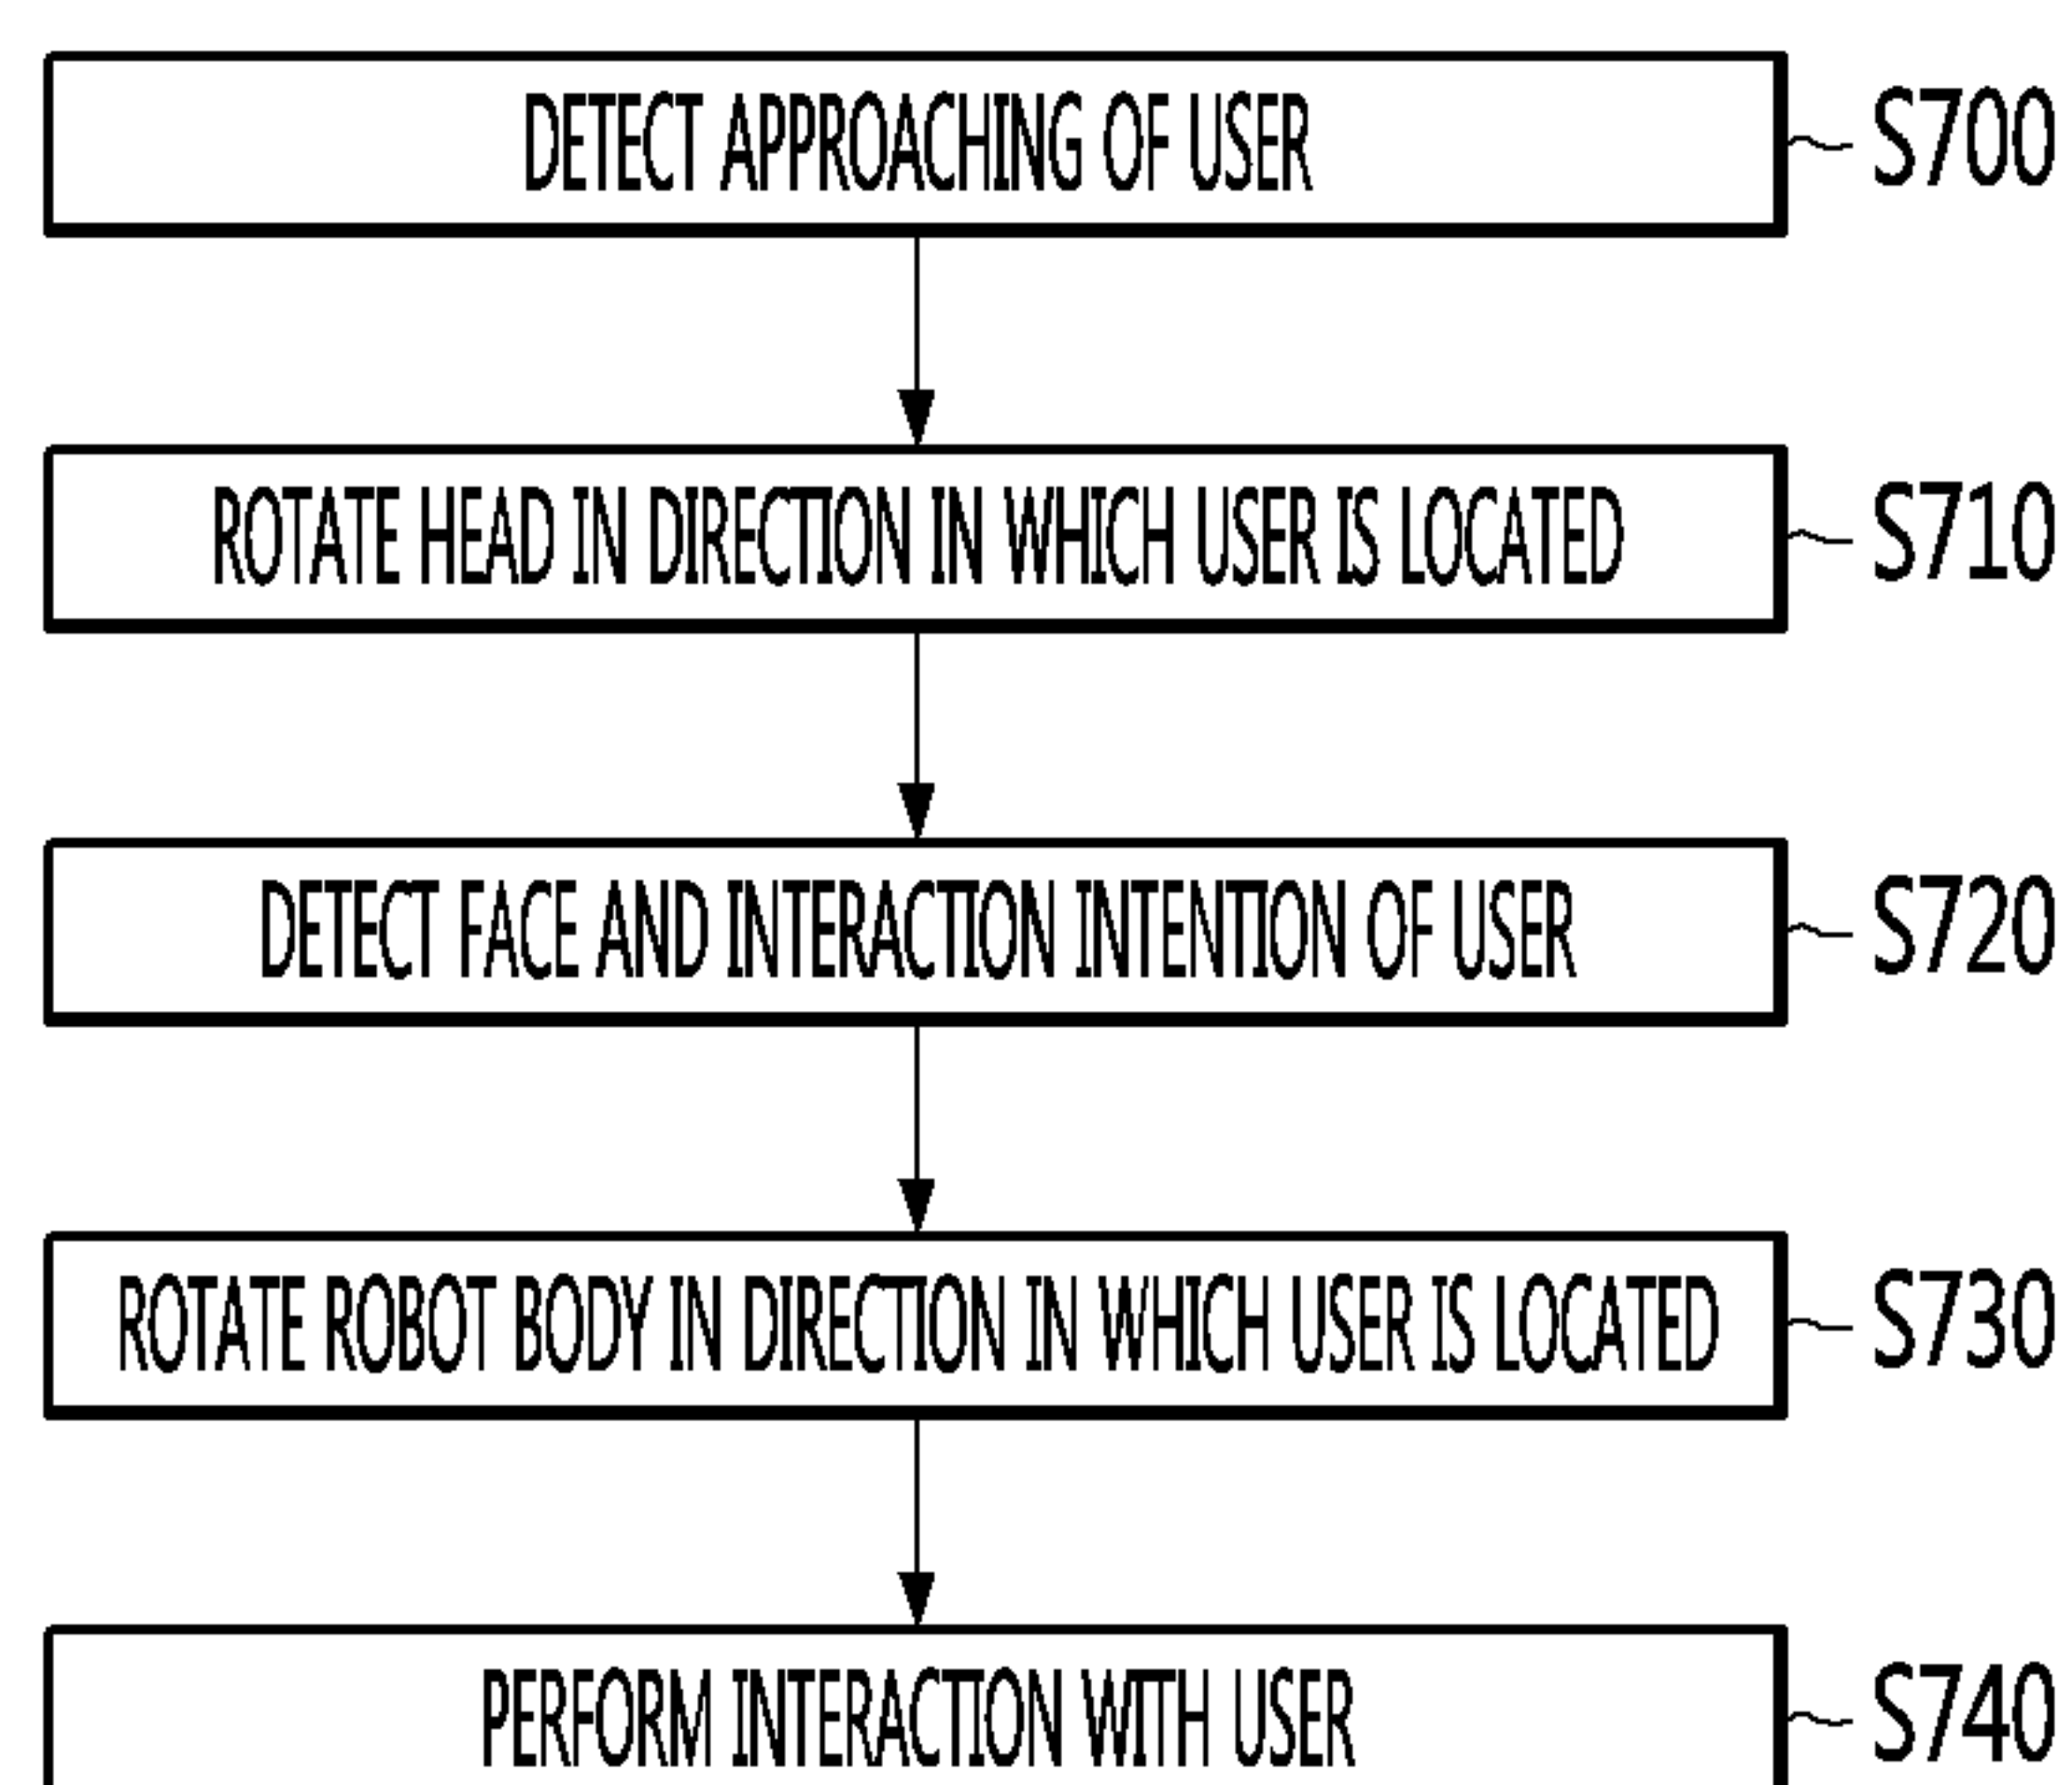 DETECT APPROACHING OF USER S700
ROTATE HEAD IN DIRECTION IN WHICH USER IS LOCATED S710
DETECT FACE AND INTERACTION INTENTION OF USER S720
ROTATE ROBOT BODY IN DIRECTION IN WHICH USER IS LOCATED S730
PERFORM INTERACTION WITH USER S740